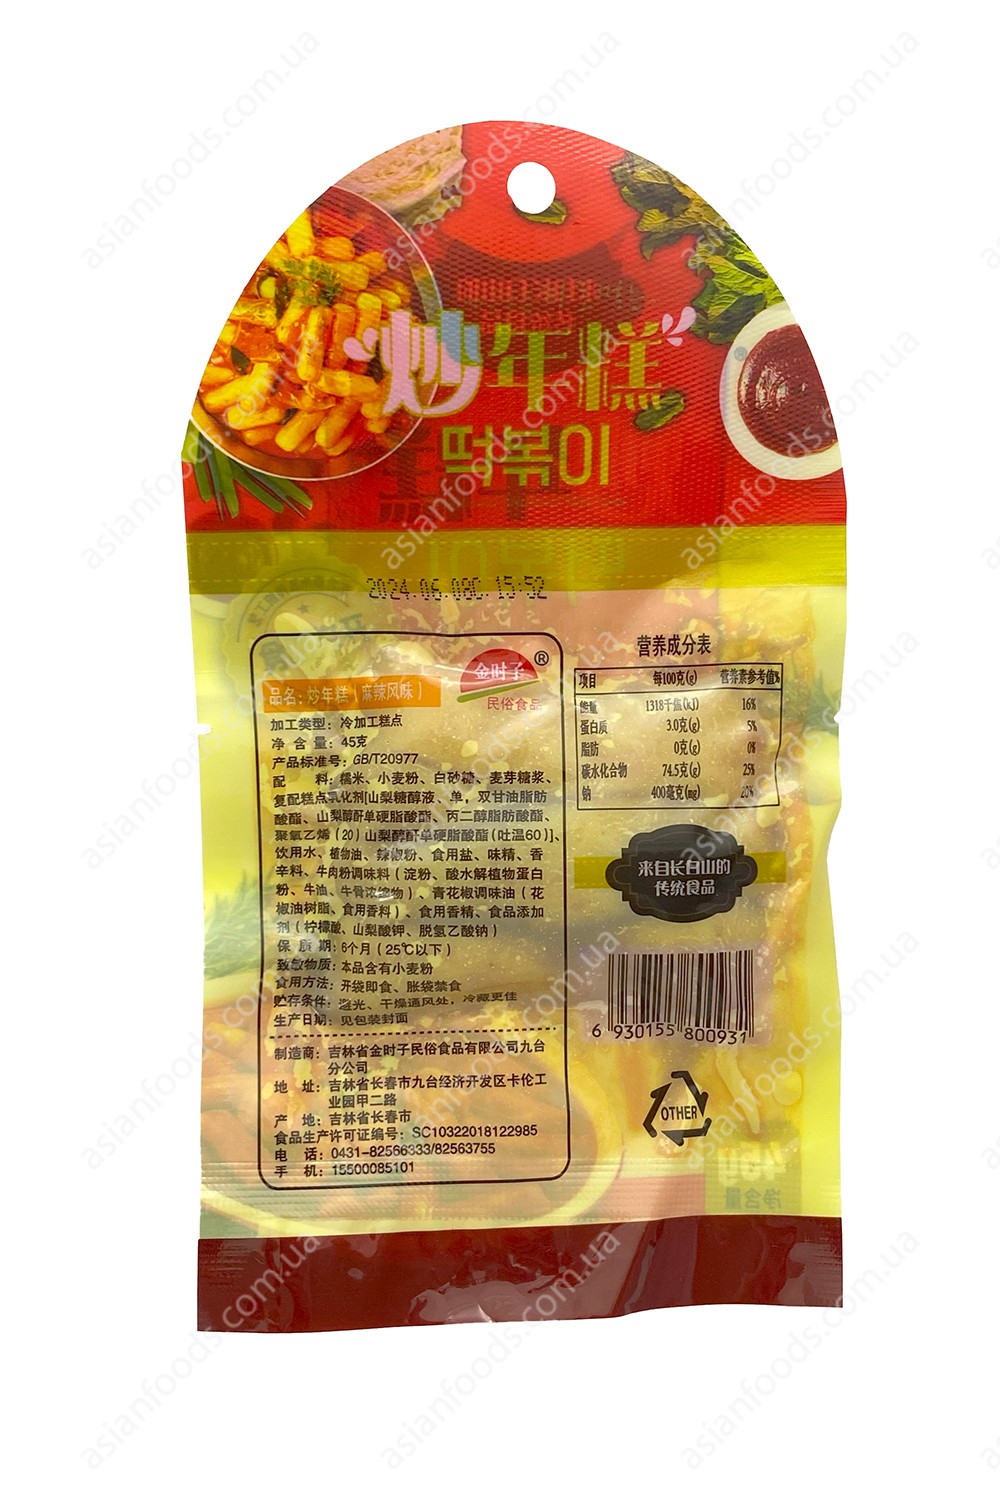 炒年糕
떡볶이
2024.06.08C 15:52
金时子®
民俗食品
品名：炒年糕（麻辣风味）
加工类型：冷加工糕点
净 含 量：45克
产品标准号：GB/T20977
配 料：糯米、小麦粉、白砂糖、麦芽糖浆、
复配糕点乳化剂[山梨糖醇液、单，双甘油脂肪
酸酯、山梨醇酐单硬脂酸酯、丙二醇脂肪酸酯、
聚氧乙烯（20）山梨醇酐单硬脂酸酯(吐温60)]、
饮用水、植物油、辣椒粉、食用盐、味精、香
辛料、牛肉粉调味料（淀粉、酸水解植物蛋白
粉、牛油、牛骨浓缩物）、青花椒调味油（花
椒油树脂、食用香料）、食用香精、食品添加
剂（柠檬酸、山梨酸钾、脱氢乙酸钠）
保 质 期：6个月（25℃以下）
致敏物质：本品含有小麦粉
食用方法：开袋即食、胀袋禁食
贮存条件：避光、干燥通风处，冷藏更佳
生产日期：见包装封面
制造商：吉林省金时子民俗食品有限公司九台
分公司
地 址：吉林省长春市九台经济开发区卡伦工
业园甲二路
产 地：吉林省长春市
食品生产许可证编号：SC10322018122985
电 话：0431-82566333/82563755
手 机：15500085101
营养成分表
项目 每100克(g) 营养素参考值%
能量 1318千焦(kJ) 16%
蛋白质 3.0克(g) 5%
脂肪 0克(g) 0%
碳水化合物 74.5克(g) 25%
钠 400毫克(mg) 20%
来自长白山的
传统食品
6 930155 800931
OTHER
45g
净含量
asianfoods.com.ua